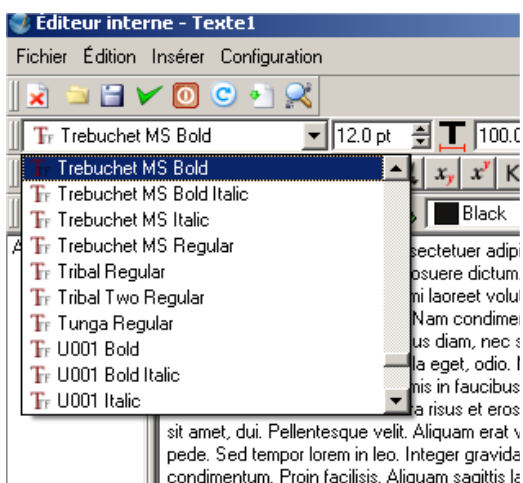 Éditeur interne - Texte1
Fichier Édition Insérer Configuration
Trebuchet MS Bold 12.0 pt 100.0
Trebuchet MS Bold
Trebuchet MS Bold Italic
Trebuchet MS Italic
Trebuchet MS Regular
Tribal Regular
Tribal Two Regular
Tunga Regular
U001 Bold
U001 Bold Italic
U001 Italic
Black
sectetuer adipi
osuere dictum.
mi laoreet volut
Nam condimen
us diam, nec s
la eget, odio.
mis in faucibus
a risus et eros
sit amet, dui. Pellentesque velit. Aliquam erat v
pede. Sed tempor lorem in leo. Integer gravida
condimentum. Proin facilisis. Aliquam sagittis la